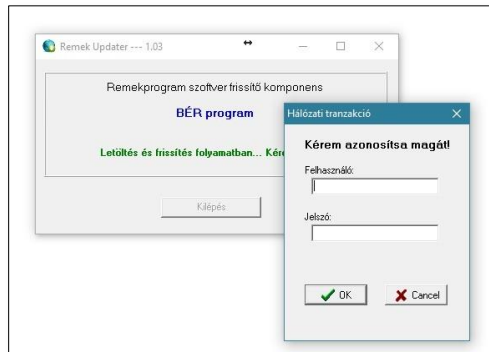 Remek Updater --- 1.03
Remekprogram szoftver frissítő komponens
BÉR program
Letöltés és frissítés folyamatban...
Kilépés
Hálózati tranzakció
Kérem azonosítsa magát!
Felhasználó:
Jelszó:
OK
Cancel